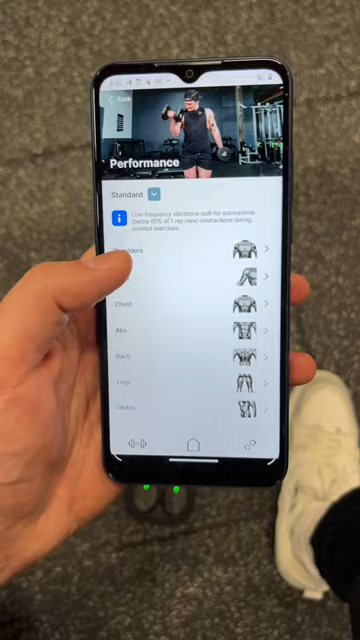 Back
Performance
Standard
Low-frequency vibrations built for submaximal
(below 60% of 1 rep max) contractions during
isolated exercises.
Chest
Abs
Back
Legs
Glutes